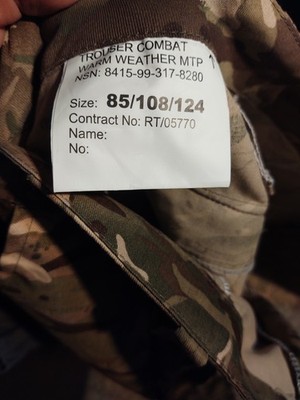 TROUSER COMBAT
WARM WEATHER MTP
NSN: 8415-99-317-8280
Size: 85/108/124
Contract No: RT/05770
Name:
No: